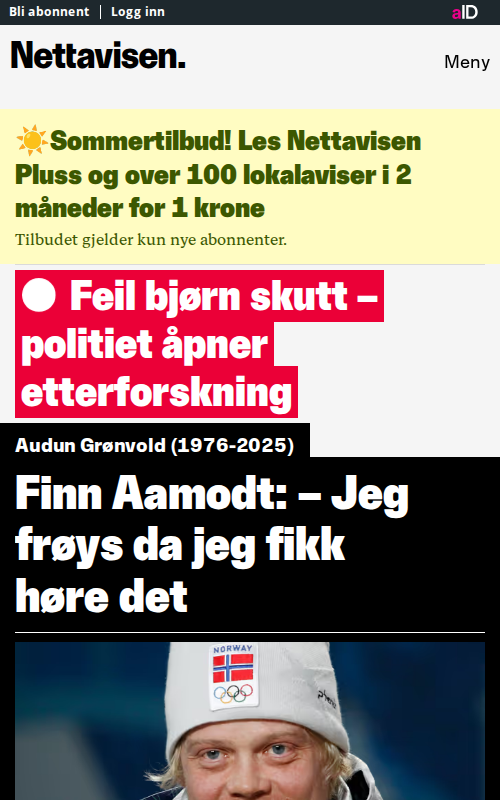 Bli abonnent | Logg inn
aID
Nettavisen.
Meny
☀️Sommertilbud! Les Nettavisen
Pluss og over 100 lokalaviser i 2
måneder for 1 krone
Tilbudet gjelder kun nye abonnenter.
Feil bjørn skutt –
politiet åpner
etterforskning
Audun Grønvold (1976-2025)
Finn Aamodt: – Jeg
frøys da jeg fikk
høre det
NORWAY